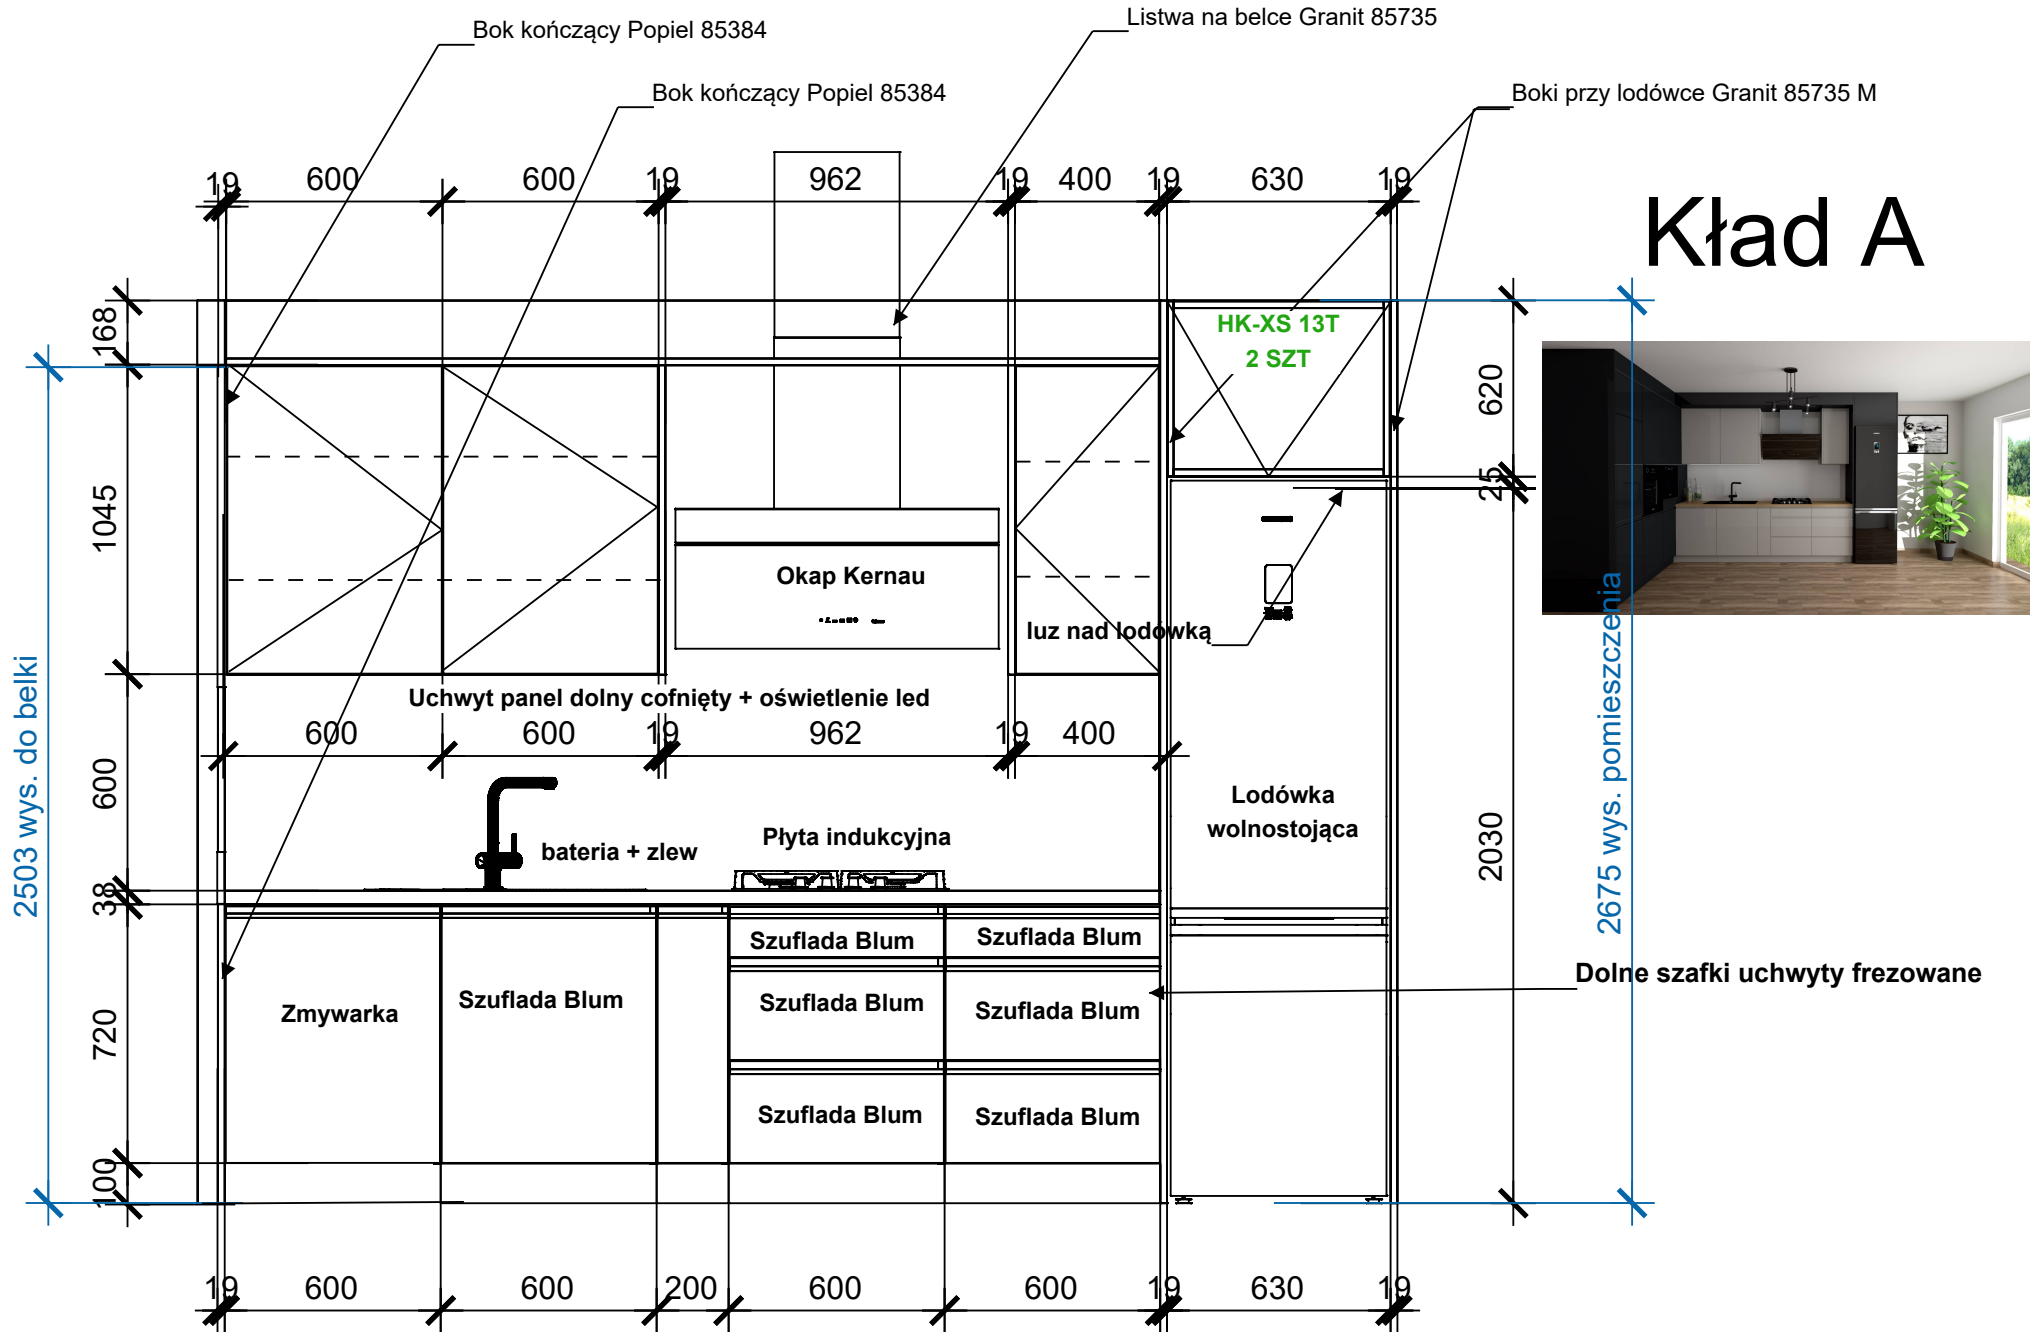 Bok kończący Popiel 85384
Listwa na belce Granit 85735
Bok kończący Popiel 85384
Boki przy lodówce Granit 85735 M
19 600 600 19 962 19 400 19 630 19
Kład A
168
HK-XS 13T
2 SZT
620
25
1045
Okap Kernau
luz nad lodówką
2503 wys. do belki
2675 wys. pomieszczenia
Uchwyt panel dolny cofnięty + oświetlenie led
600 600 19 962 19 400
600
Lodówka
wolnostojąca
Płyta indukcyjna
bateria + zlew
2030
38
Szuflada Blum
Szuflada Blum
Dolne szafki uchwyty frezowane
Zmywarka
Szuflada Blum
Szuflada Blum
Szuflada Blum
720
Szuflada Blum
Szuflada Blum
100
19 600 600 200 600 600 19 630 19